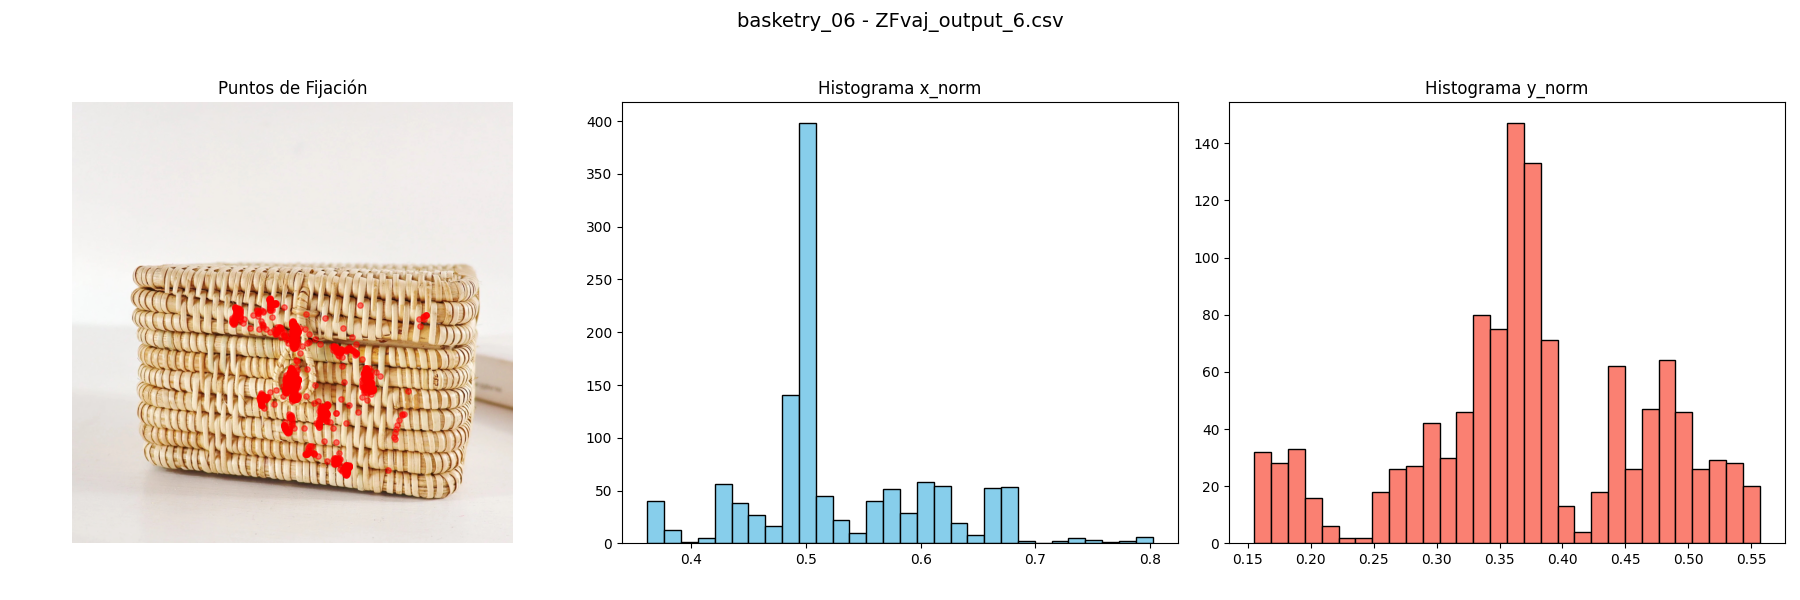 basketry_06 - ZFvaj_output_6.csv
Puntos de Fijación
Histograma x_norm
Histograma y_norm
400
350
300
250
200
150
100
50
0
0.4 0.5 0.6 0.7 0.8
140
120
100
80
60
40
20
0
0.15 0.20 0.25 0.30 0.35 0.40 0.45 0.50 0.55